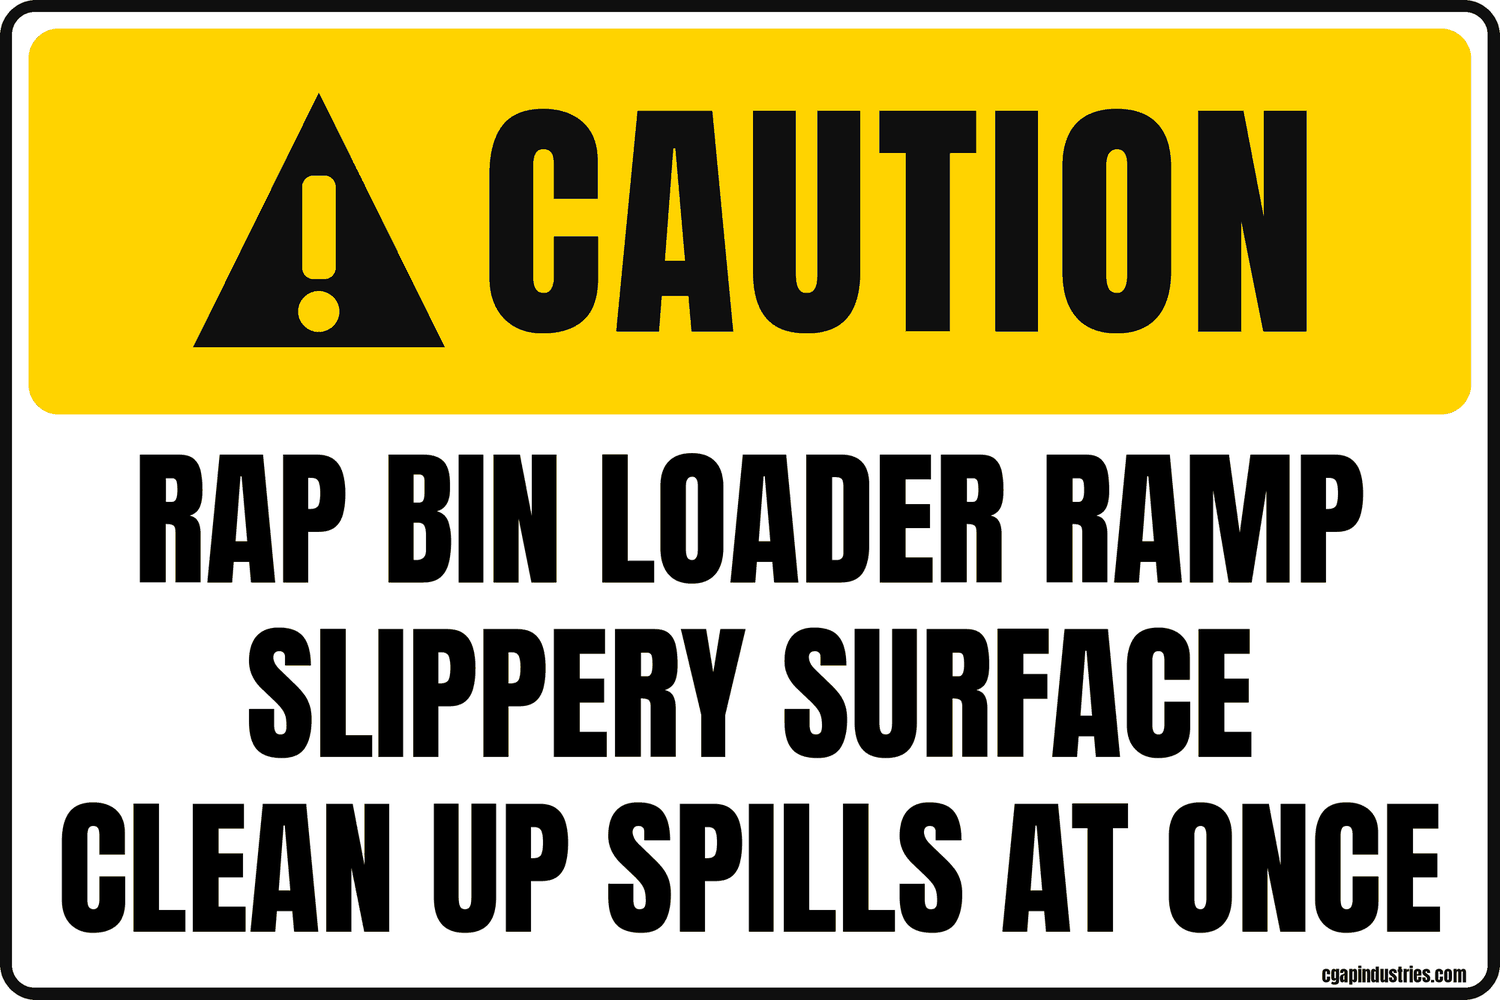 CAUTION
RAP BIN LOADER RAMP
SLIPPERY SURFACE
CLEAN UP SPILLS AT ONCE
cgapindustries.com